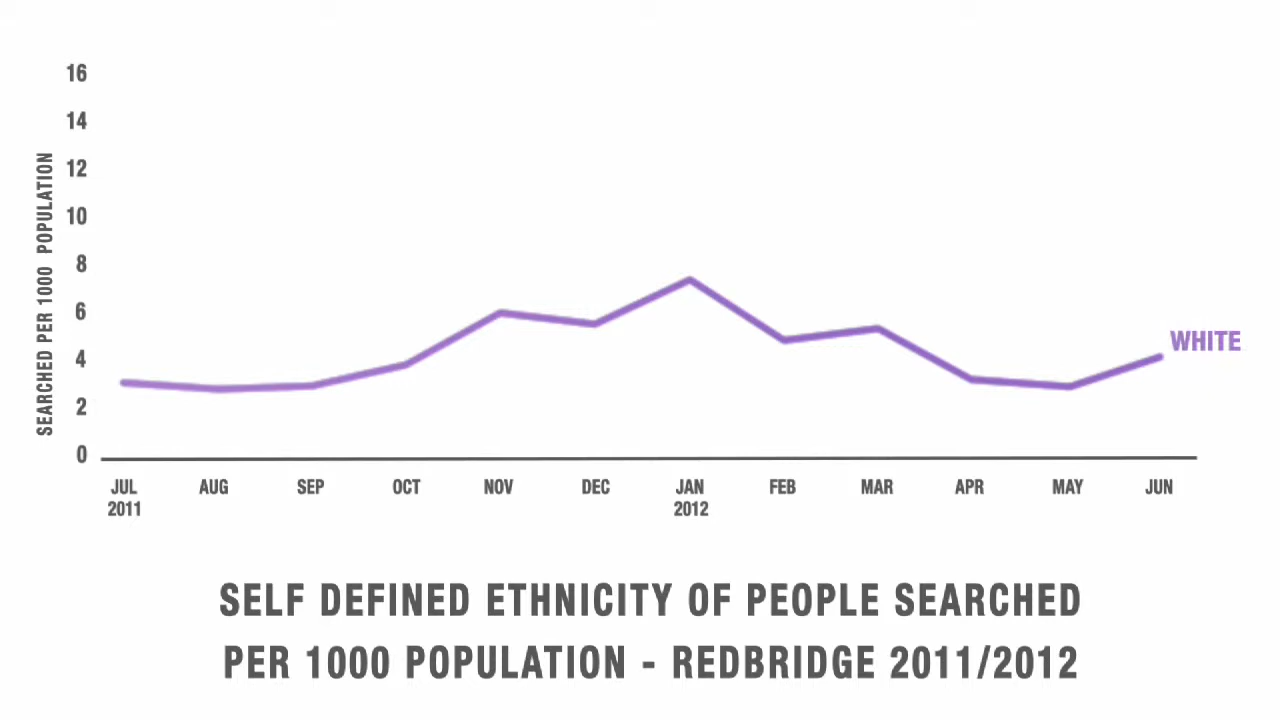 16
14
12
10
8
6
4
2
0
SEARCHED PER 1000 POPULATION
WHITE
JUL AUG SEP OCT NOV DEC JAN FEB MAR APR MAY JUN
2011 2012
SELF DEFINED ETHNICITY OF PEOPLE SEARCHED
PER 1000 POPULATION - REDBRIDGE 2011/2012